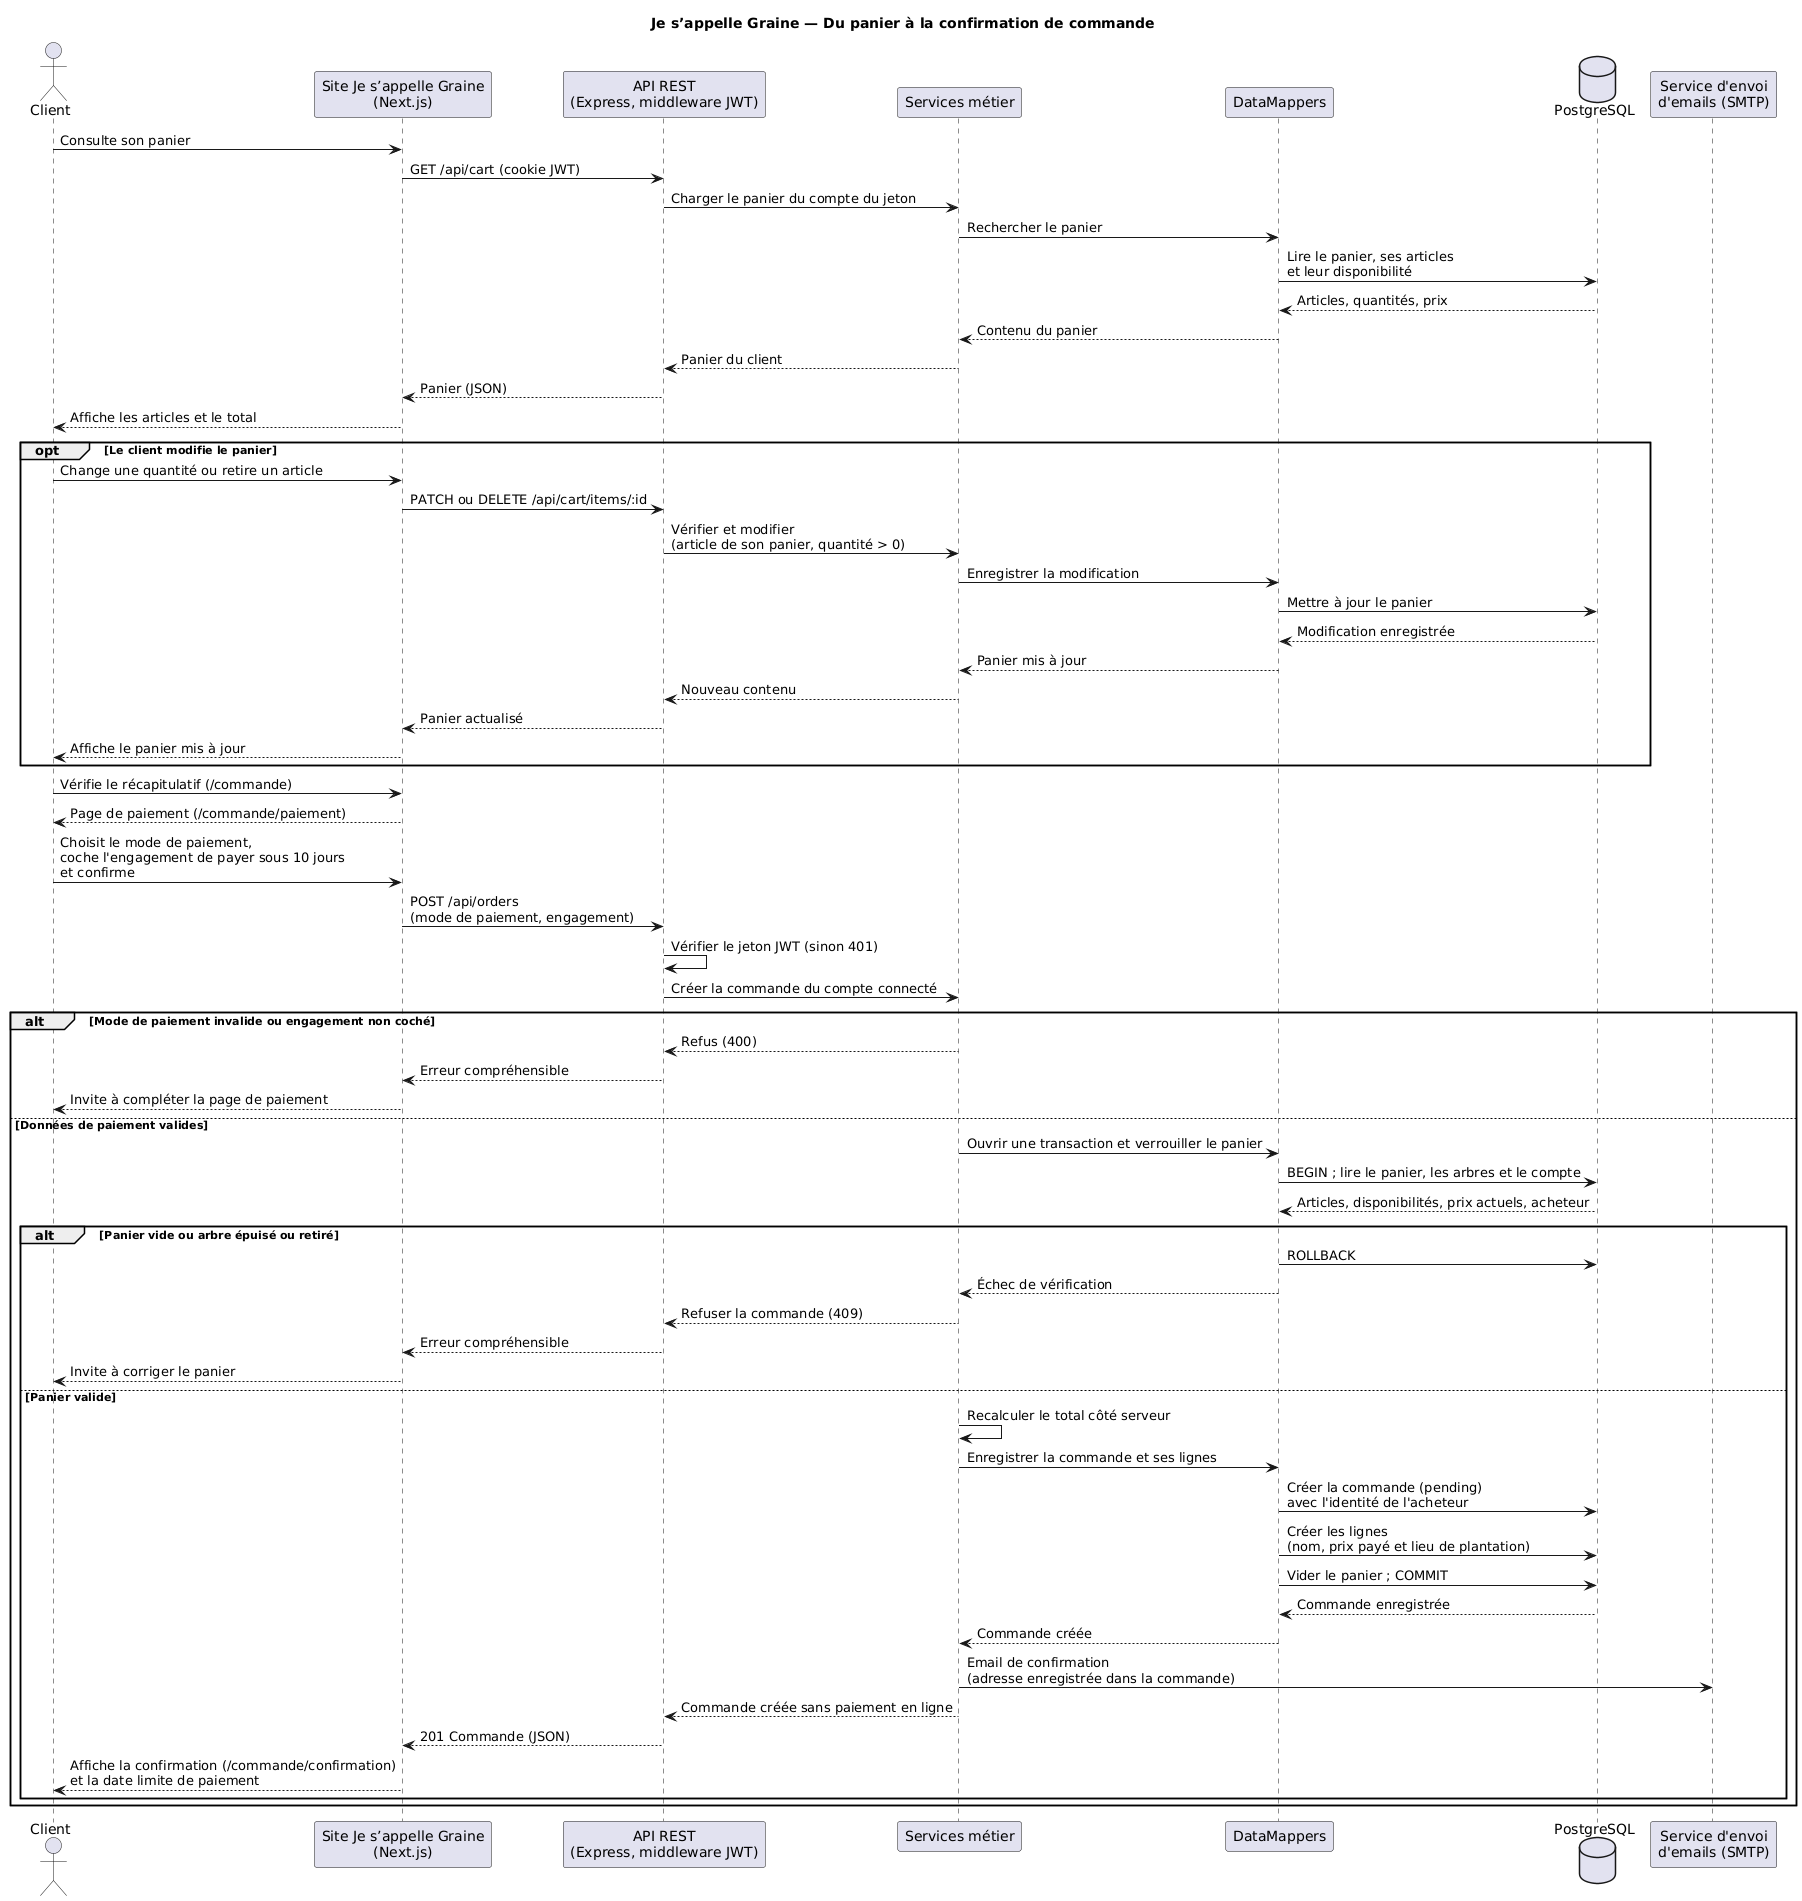 Je s’appelle Graine — Du panier à la confirmation de commande
Client
Site Je s’appelle Graine
(Next.js)
API REST
(Express, middleware JWT)
Services métier
DataMappers
PostgreSQL
Service d'envoi
d'emails (SMTP)
Consulte son panier
GET /api/cart (cookie JWT)
Charger le panier du compte du jeton
Rechercher le panier
Lire le panier, ses articles
et leur disponibilité
Articles, quantités, prix
Contenu du panier
Panier du client
Panier (JSON)
Affiche les articles et le total
opt
[Le client modifie le panier]
Change une quantité ou retire un article
PATCH ou DELETE /api/cart/items/:id
Vérifier et modifier
(article de son panier, quantité > 0)
Enregistrer la modification
Mettre à jour le panier
Modification enregistrée
Panier mis à jour
Nouveau contenu
Panier actualisé
Affiche le panier mis à jour
Vérifie le récapitulatif (/commande)
Page de paiement (/commande/paiement)
Choisit le mode de paiement,
coche l'engagement de payer sous 10 jours
et confirme
POST /api/orders
(mode de paiement, engagement)
Vérifier le jeton JWT (sinon 401)
Créer la commande du compte connecté
alt
[Mode de paiement invalide ou engagement non coché]
Refus (400)
Erreur compréhensible
Invite à compléter la page de paiement
[Données de paiement valides]
Ouvrir une transaction et verrouiller le panier
BEGIN ; lire le panier, les arbres et le compte
Articles, disponibilités, prix actuels, acheteur
alt
[Panier vide ou arbre épuisé ou retiré]
ROLLBACK
Échec de vérification
Refuser la commande (409)
Erreur compréhensible
Invite à corriger le panier
[Panier valide]
Recalculer le total côté serveur
Enregistrer la commande et ses lignes
Créer la commande (pending)
avec l'identité de l'acheteur
Créer les lignes
(nom, prix payé et lieu de plantation)
Vider le panier ; COMMIT
Commande enregistrée
Commande créée
Email de confirmation
(adresse enregistrée dans la commande)
Commande créée sans paiement en ligne
201 Commande (JSON)
Affiche la confirmation (/commande/confirmation)
et la date limite de paiement
Client
Site Je s’appelle Graine
(Next.js)
API REST
(Express, middleware JWT)
Services métier
DataMappers
PostgreSQL
Service d'envoi
d'emails (SMTP)